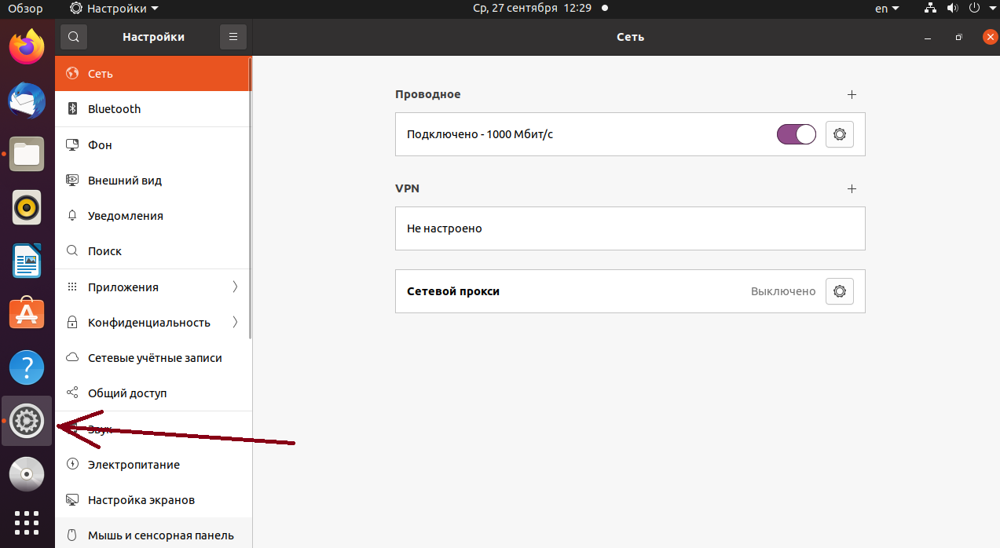 Обзор
Настройки
Ср, 27 сентября 12:29
en
Настройки
Сеть
Сеть
Bluetooth
Фон
Внешний вид
Уведомления
Поиск
Приложения
Конфиденциальность
Сетевые учётные записи
Общий доступ
Звук
Электропитание
Настройка экранов
Мышь и сенсорная панель
Проводное
Подключено - 1000 Мбит/с
VPN
Не настроено
Сетевой прокси
Выключено